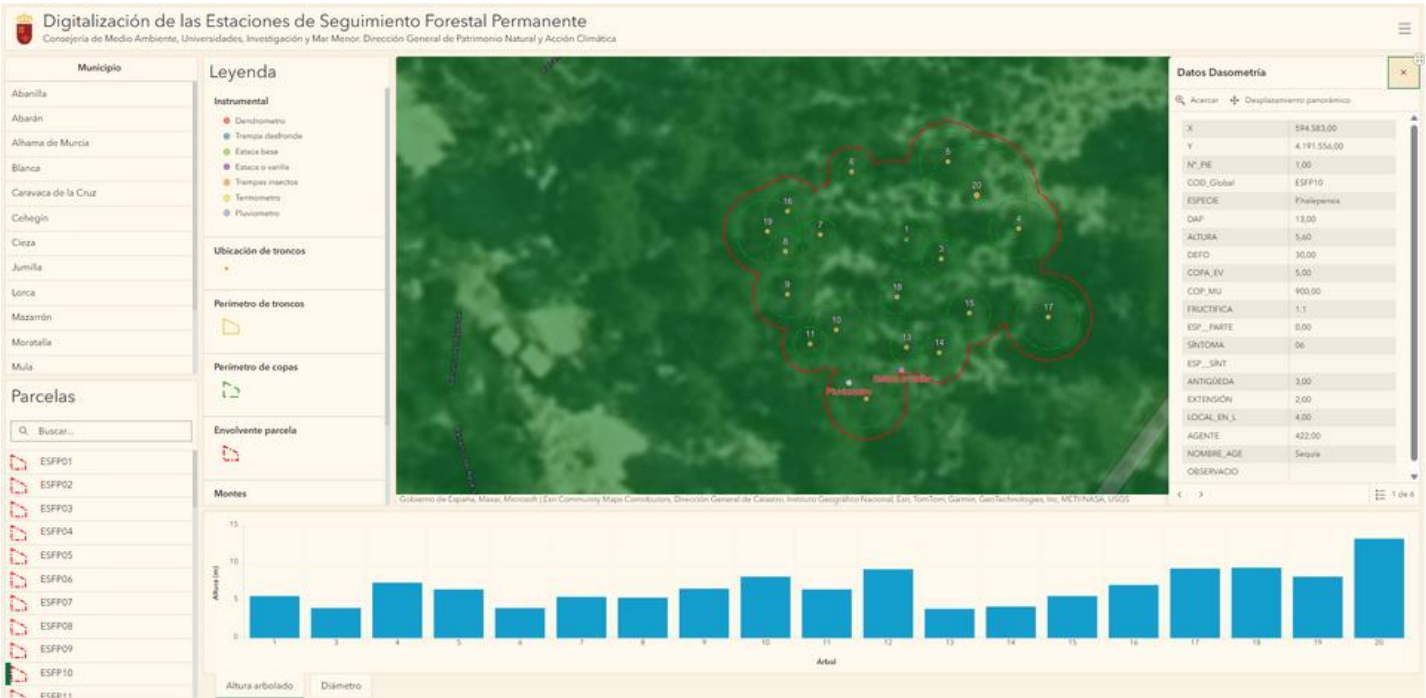 Digitalización de las Estaciones de Seguimiento Forestal Permanente
Consejería de Medio Ambiente, Universidades, Investigación y Mar Menor. Dirección General de Patrimonio Natural y Acción Climática
Municipio
Abanilla
Abarán
Alhama de Murcia
Blanca
Caravaca de la Cruz
Cehegín
Cieza
Jumilla
Lorca
Mazarrón
Moratalla
Mula
Parcelas
Buscar...
ESFP01
ESFP02
ESFP03
ESFP04
ESFP05
ESFP06
ESFP07
ESFP08
ESFP09
ESFP10
ESFP11
Leyenda
Instrumental
Dendrometro
Trampa desfronde
Estaca base
Estaca o varilla
Trampas insectos
Termometro
Pluviometro
Ubicación de troncos
Perímetro de troncos
Perímetro de copas
Envolvente parcela
Montes
6
5
20
16
19
7
4
8
1
3
9
18
15
17
10
11
13
14
Pluviometro
Gobierno de España, Maxar, Microsoft | Esri Community Maps Contributors, Dirección General de Catastro, Instituto Geográfico Nacional, Esri, TomTom, Garmin, GeoTechnologies, Inc, METI/NASA, USGS
Datos Dasometría
×
Acercar Desplazamiento panorámico
X 594.583,00
Y 4.191.556,00
N°_PIE 1,00
COD_Global ESFP10
ESPECIE P.halepensis
DAP 13,00
ALTURA 5,60
DEFO 30,00
COPA_EV 5,00
COP_MU 900,00
FRUCTIFICA 1.1
ESP__PARTE 0,00
SÍNTOMA 06
ESP__SÍNT
ANTIGÜEDA 3,00
EXTENSIÓN 2,00
LOCAL_EN_L 4,00
AGENTE 422,00
NOMBRE_AGE Sequía
OBSERVACIO
1 de 6
Altura (m)
15
10
5
0
1 3 4 5 6 7 8 9 10 11 12 13 14 15 16 17 18 19 20
Árbol
Altura arbolado Diámetro